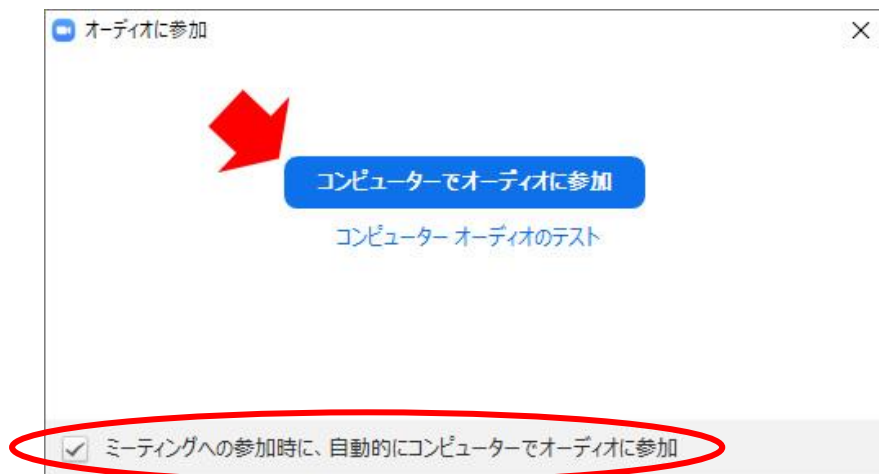 オーディオに参加
コンピューターでオーディオに参加
コンピューター オーディオのテスト
ミーティングへの参加時に、自動的にコンピューターでオーディオに参加